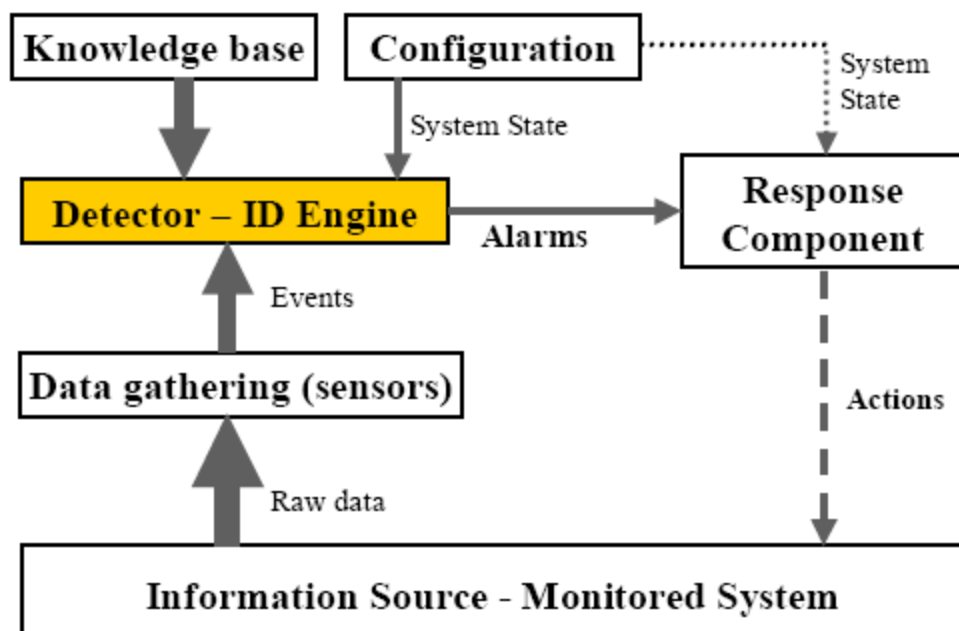 Knowledge base
Configuration
System
State
System State
Detector – ID Engine
Response
Component
Alarms
Events
Data gathering (sensors)
Actions
Raw data
Information Source - Monitored System